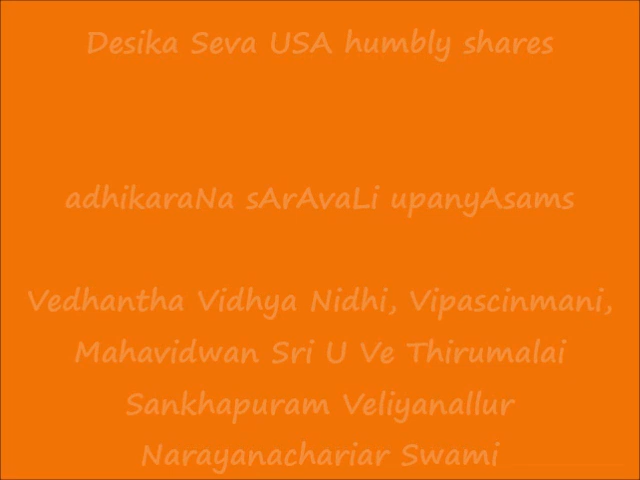 Desika Seva USA humbly shares
adhikaraNa sArAvaLi upanyAsams
Vedhantha Vidhya Nidhi, Vipascinmani,
Mahavidwan Sri U Ve Thirumalai
Sankhapuram Veliyanallur
Narayanachariar Swami